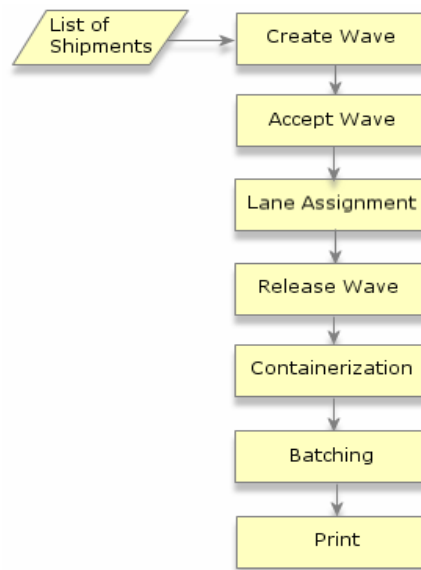 List of
Shipments
Create Wave
Accept Wave
Lane Assignment
Release Wave
Containerization
Batching
Print